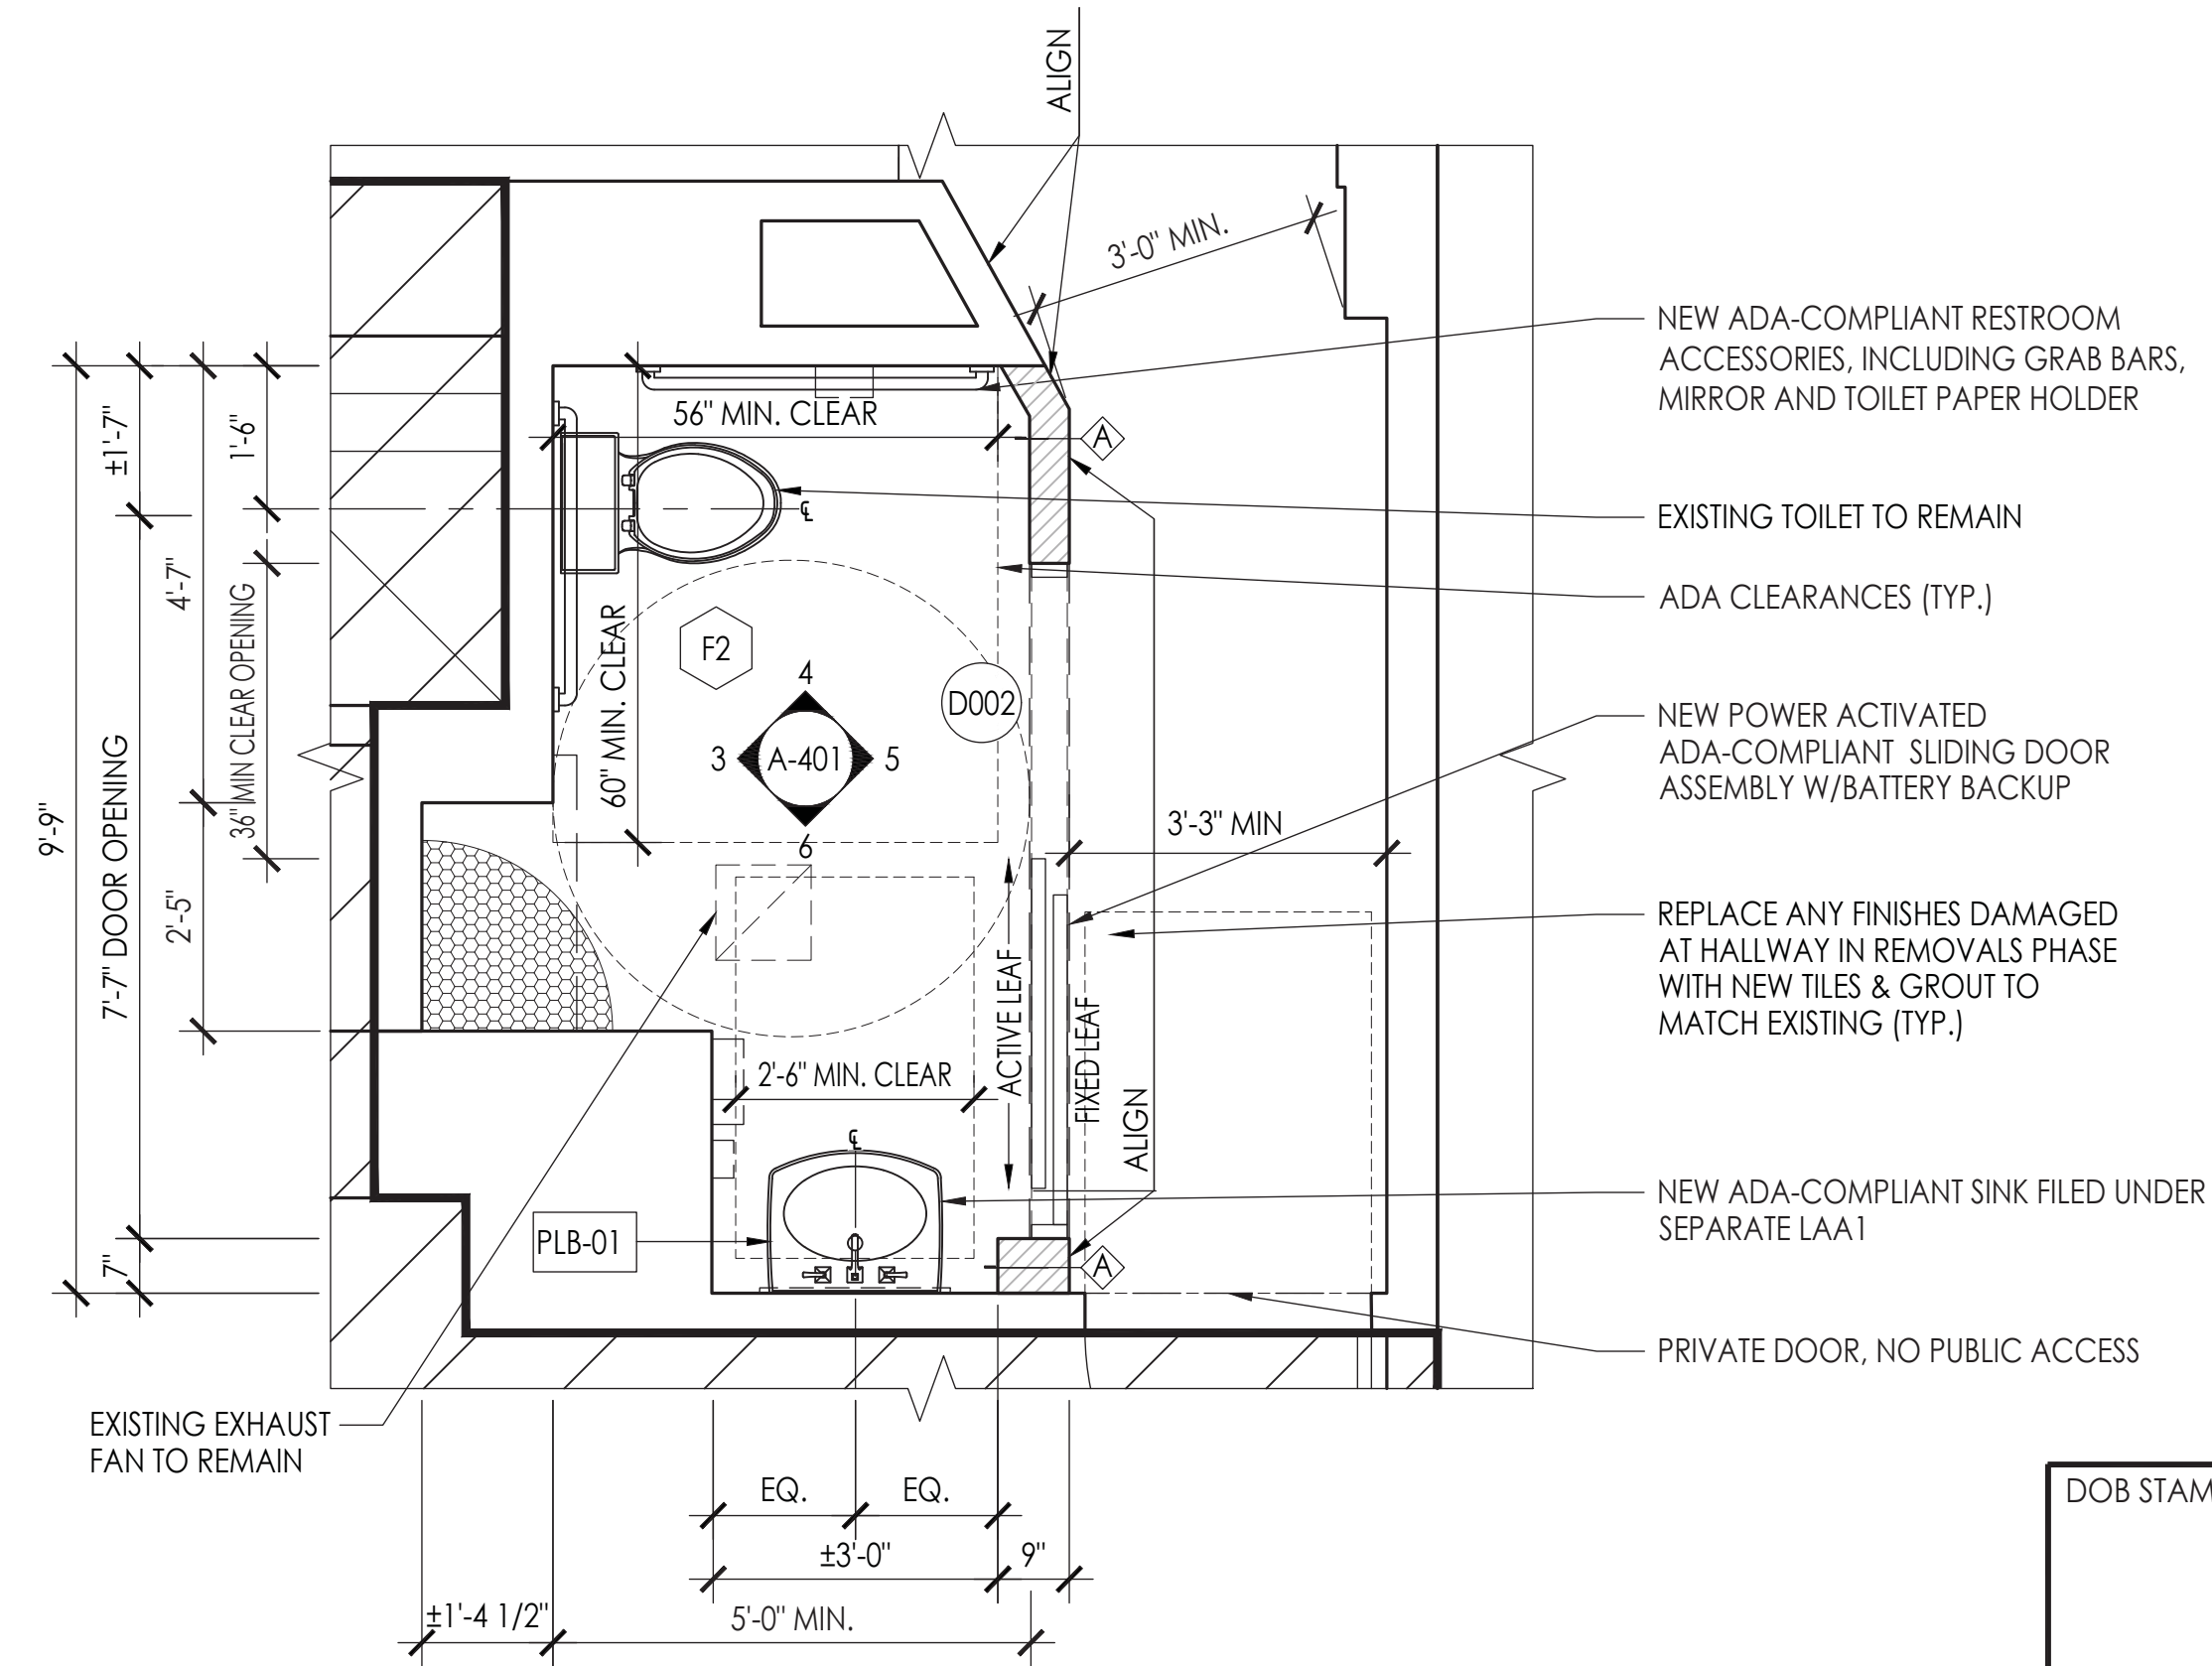 ALIGN
3'-0" MIN.
NEW ADA-COMPLIANT RESTROOM
ACCESSORIES, INCLUDING GRAB BARS,
MIRROR AND TOILET PAPER HOLDER
56" MIN. CLEAR
A
±1'-7"
1'-6"
℄
EXISTING TOILET TO REMAIN
4'-7"
ADA CLEARANCES (TYP.)
36" MIN CLEAR OPENING
60" MIN. CLEAR
F2
D002
4
3
A-401
5
6
NEW POWER ACTIVATED
ADA-COMPLIANT SLIDING DOOR
ASSEMBLY W/BATTERY BACKUP
9'-9"
7'-7" DOOR OPENING
3'-3" MIN
2'-5"
REPLACE ANY FINISHES DAMAGED
AT HALLWAY IN REMOVALS PHASE
WITH NEW TILES & GROUT TO
MATCH EXISTING (TYP.)
ACTIVE LEAF
FIXED LEAF
2'-6" MIN. CLEAR
ALIGN
℄
NEW ADA-COMPLIANT SINK FILED UNDER
SEPARATE LAA1
PLB-01
7"
A
PRIVATE DOOR, NO PUBLIC ACCESS
EXISTING EXHAUST
FAN TO REMAIN
EQ.
EQ.
±3'-0"
9"
±1'-4 1/2"
5'-0" MIN.
DOB STAM